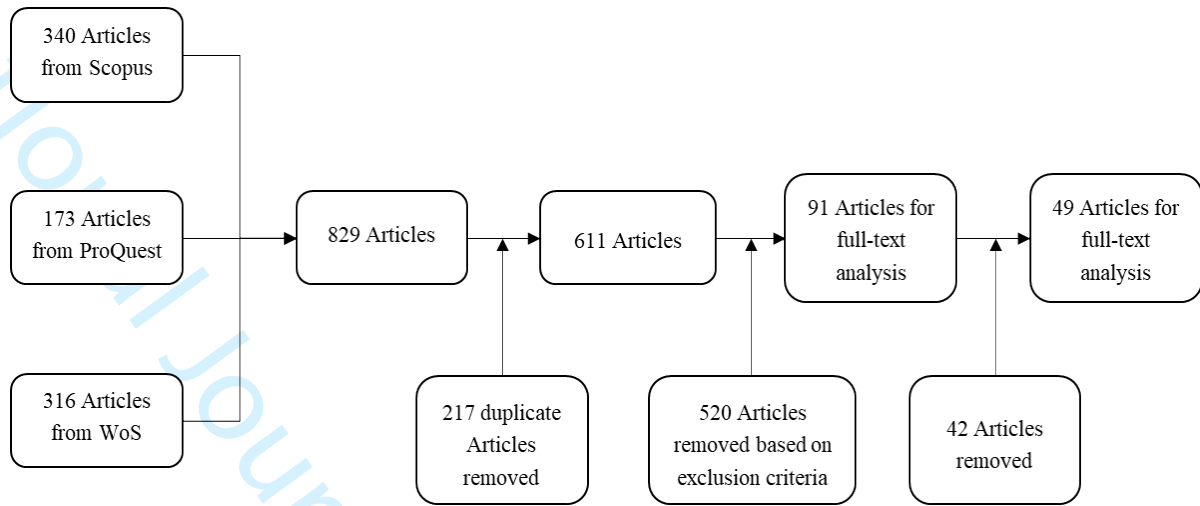 340 Articles
from Scopus
173 Articles
from ProQuest
316 Articles
from WoS
829 Articles
217 duplicate
Articles
removed
611 Articles
520 Articles
removed based on
exclusion criteria
91 Articles for
full-text
analysis
42 Articles
removed
49 Articles for
full-text
analysis